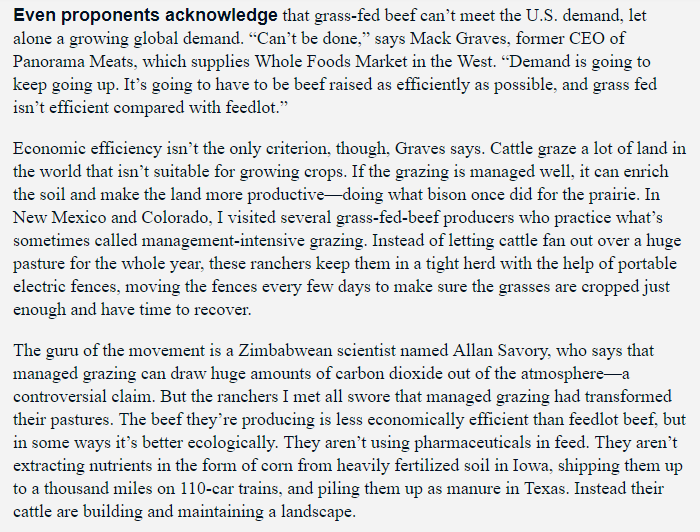 Even proponents acknowledge that grass-fed beef can’t meet the U.S. demand, let
alone a growing global demand. “Can’t be done,” says Mack Graves, former CEO of
Panorama Meats, which supplies Whole Foods Market in the West. “Demand is going to
keep going up. It’s going to have to be beef raised as efficiently as possible, and grass fed
isn’t efficient compared with feedlot.”
Economic efficiency isn’t the only criterion, though, Graves says. Cattle graze a lot of land in
the world that isn’t suitable for growing crops. If the grazing is managed well, it can enrich
the soil and make the land more productive—doing what bison once did for the prairie. In
New Mexico and Colorado, I visited several grass-fed-beef producers who practice what’s
sometimes called management-intensive grazing. Instead of letting cattle fan out over a huge
pasture for the whole year, these ranchers keep them in a tight herd with the help of portable
electric fences, moving the fences every few days to make sure the grasses are cropped just
enough and have time to recover.
The guru of the movement is a Zimbabwean scientist named Allan Savory, who says that
managed grazing can draw huge amounts of carbon dioxide out of the atmosphere—a
controversial claim. But the ranchers I met all swore that managed grazing had transformed
their pastures. The beef they’re producing is less economically efficient than feedlot beef, but
in some ways it’s better ecologically. They aren’t using pharmaceuticals in feed. They aren’t
extracting nutrients in the form of corn from heavily fertilized soil in Iowa, shipping them up
to a thousand miles on 110-car trains, and piling them up as manure in Texas. Instead their
cattle are building and maintaining a landscape.